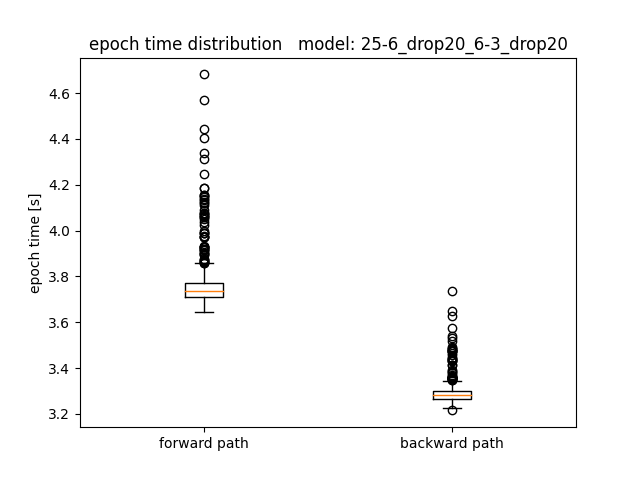 epoch time distribution   model: 25-6_drop20_6-3_drop20
epoch time [s]
4.6
4.4
4.2
4.0
3.8
3.6
3.4
3.2
forward path
backward path